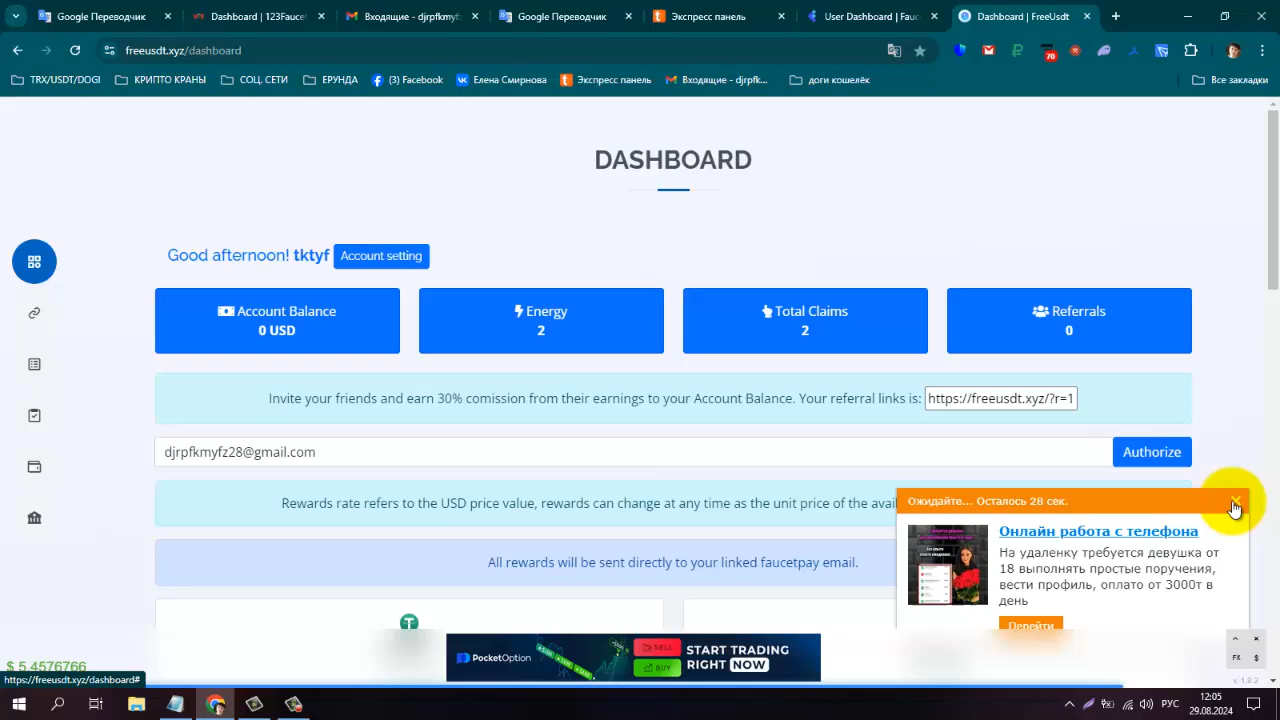 Google Переводчик
Dashboard | 123Faucet
Входящие - djrpfkmyfz
Google Переводчик
Экспресс панель
User Dashboard | Fauc
Dashboard | FreeUsdt
freeusdt.xyz/dashboard
70
TRX/USDT/DOGI
КРИПТО КРАНЫ
СОЦ. СЕТИ
ЕРУНДА
(3) Facebook
Елена Смирнова
Экспресс панель
Входящие - djrpfk...
доги кошелёк
Все закладки
DASHBOARD
Good afternoon! tktyf
Account setting
Account Balance
0 USD
Energy
2
Total Claims
2
Referrals
0
Invite your friends and earn 30% comission from their earnings to your Account Balance. Your referral links is: https://freeusdt.xyz/?r=1
djrpfkmyfz28@gmail.com
Authorize
Rewards rate refers to the USD price value, rewards can change at any time as the unit price of the avai
Ожидайте... Осталось 28 сек.
Онлайн работа с телефона
На удаленку требуется девушка от
18 выполнять простые поручения,
вести профиль, оплато от 3000т в
день
Перейти
All rewards will be sent directly to your linked faucetpay email.
PocketOption
SELL
BUY
START TRADING
RIGHT NOW
FX
$
v 1.8.2
$ 5.4576766
https://freeusdt.xyz/dashboard#
РУС
12:05
29.08.2024